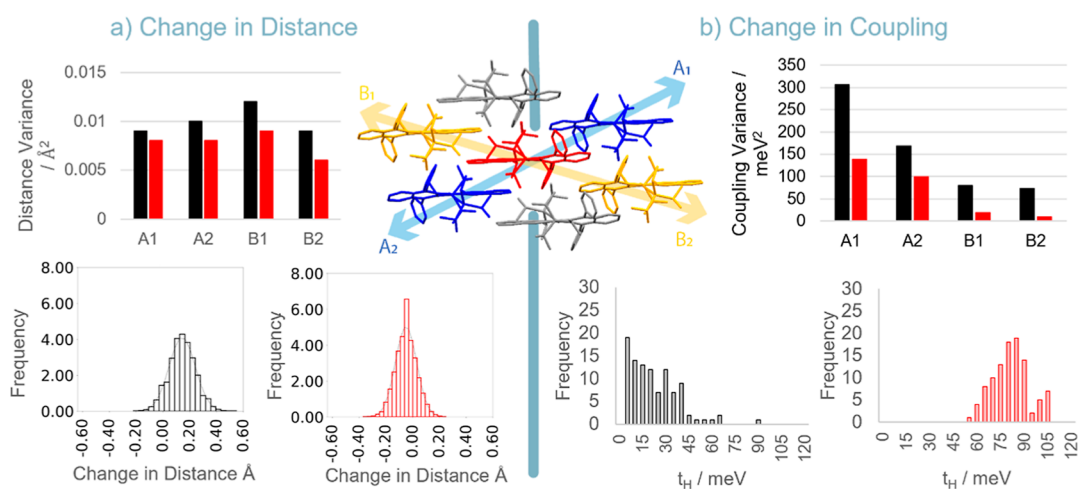 a) Change in Distance
0.015
0.01
0.005
0
Distance Variance
/ Å²
A1 A2 B1 B2
B₁
A₁
A₂
B₂
b) Change in Coupling
350
300
250
200
150
100
50
0
Coupling Variance /
meV²
A1 A2 B1 B2
8.00
6.00
4.00
2.00
0.00
Frequency
-0.60 -0.40 -0.20 0.00 0.20 0.40 0.60
Change in Distance Å
8.00
6.00
4.00
2.00
0.00
Frequency
-0.60 -0.40 -0.20 0.00 0.20 0.40 0.60
Change in Distance Å
30
25
20
15
10
5
0
Frequency
0 15 30 45 60 75 90 105 120
t_H / meV
30
25
20
15
10
5
0
Frequency
0 15 30 45 60 75 90 105 120
t_H / meV